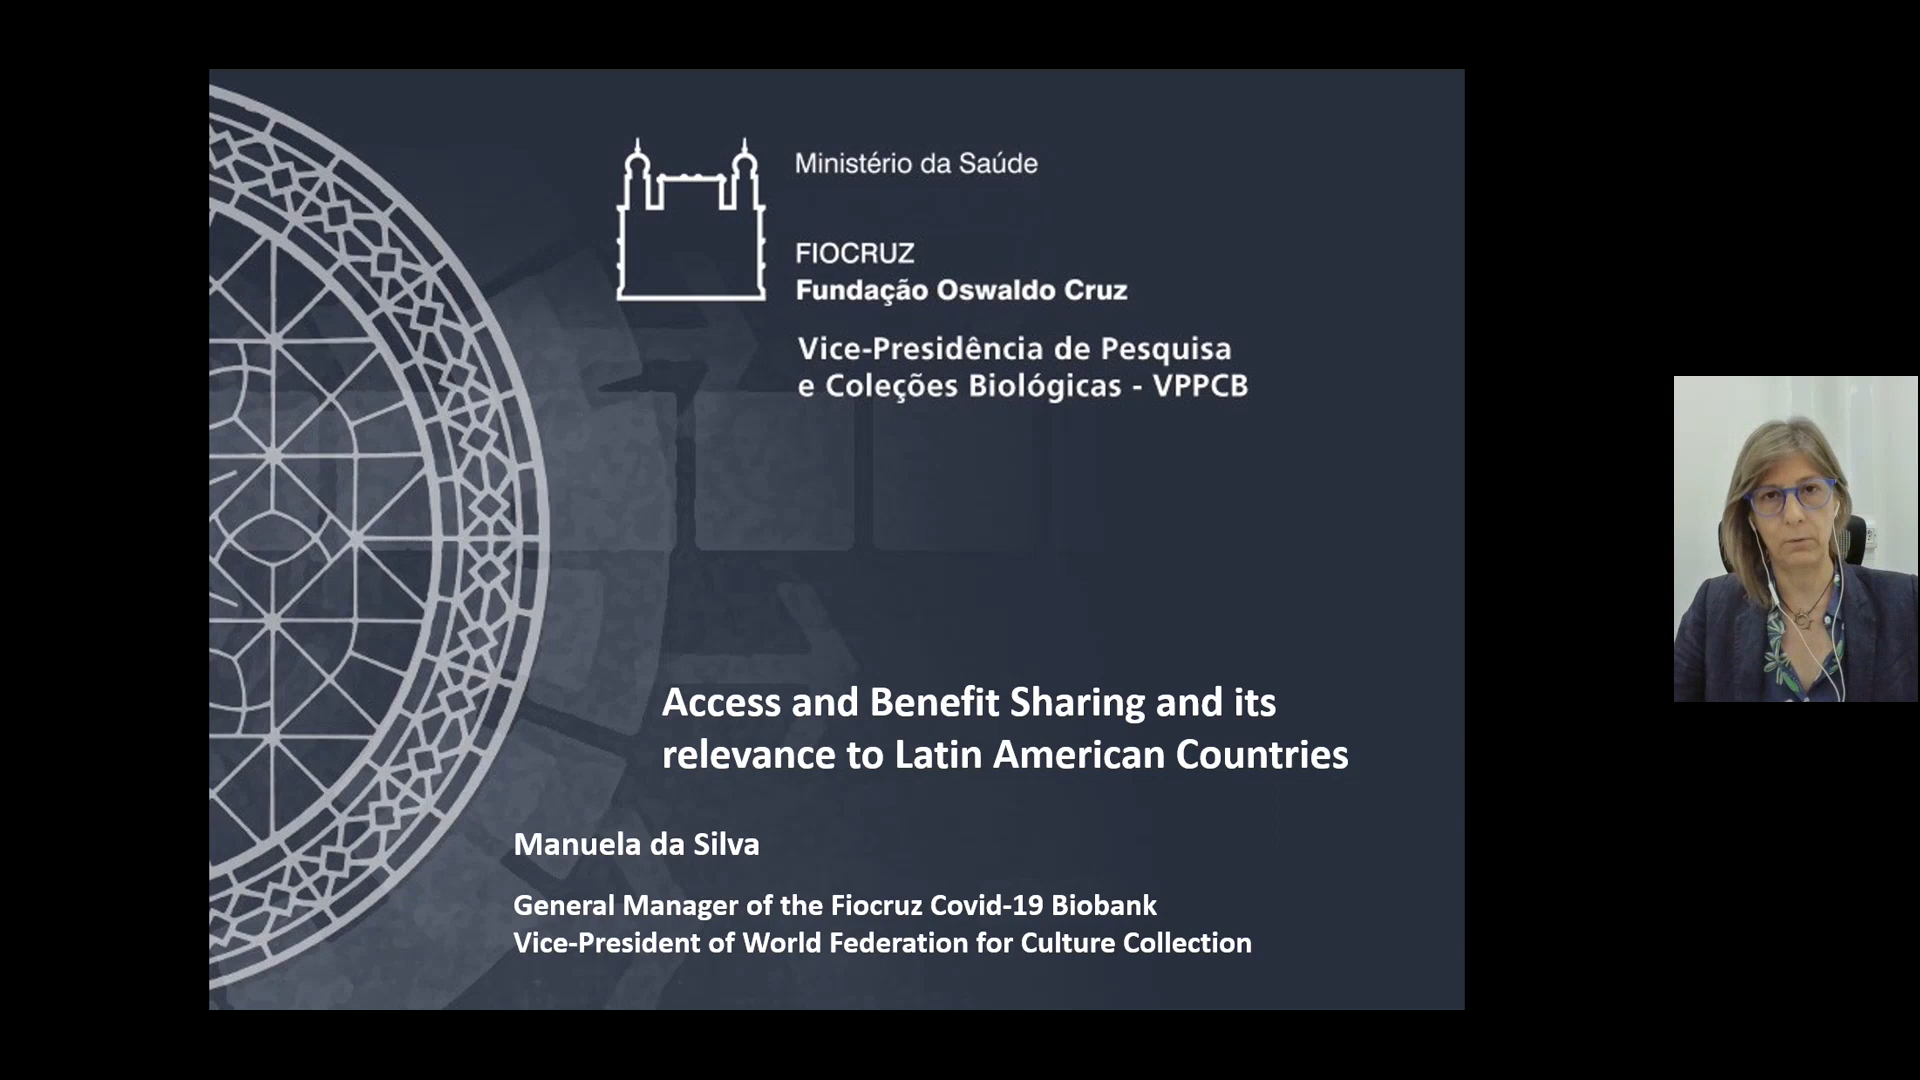 Ministério da Saúde
FIOCRUZ
Fundação Oswaldo Cruz
Vice-Presidência de Pesquisa
e Coleções Biológicas - VPPCB
Access and Benefit Sharing and its
relevance to Latin American Countries
Manuela da Silva
General Manager of the Fiocruz Covid-19 Biobank
Vice-President of World Federation for Culture Collection